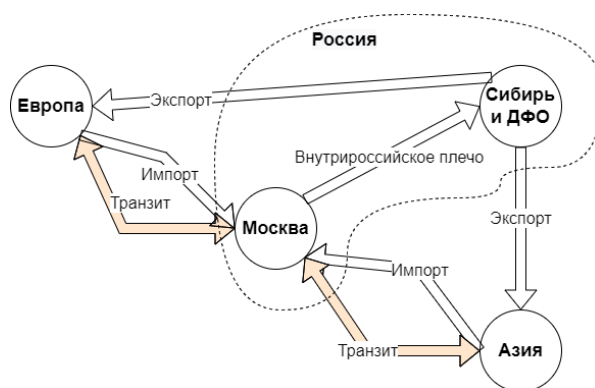 Россия
Европа
Экспорт
Сибирь
и ДФО
Импорт
Внутрироссийское плечо
Транзит
Москва
Экспорт
Импорт
Транзит
Азия